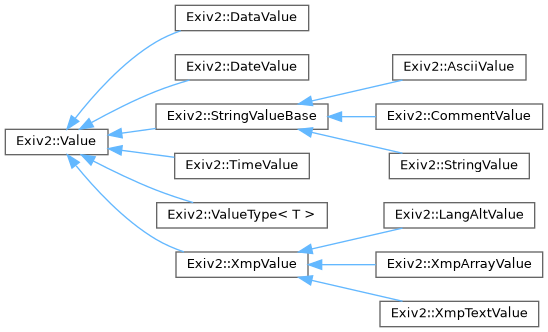 Exiv2::Value
Exiv2::DataValue
Exiv2::DateValue
Exiv2::StringValueBase
Exiv2::TimeValue
Exiv2::ValueType< T >
Exiv2::XmpValue
Exiv2::AsciiValue
Exiv2::CommentValue
Exiv2::StringValue
Exiv2::LangAltValue
Exiv2::XmpArrayValue
Exiv2::XmpTextValue